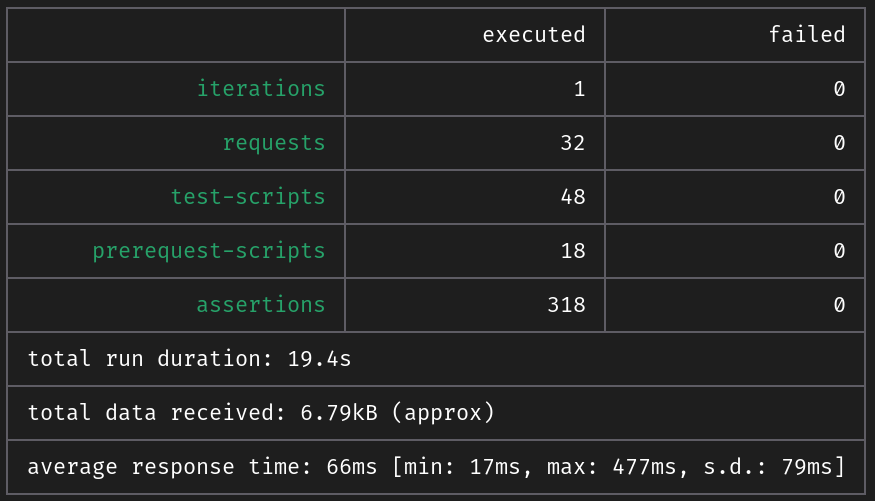 executed failed
iterations 1 0
requests 32 0
test-scripts 48 0
prerequest-scripts 18 0
assertions 318 0
total run duration: 19.4s
total data received: 6.79kB (approx)
average response time: 66ms [min: 17ms, max: 477ms, s.d.: 79ms]